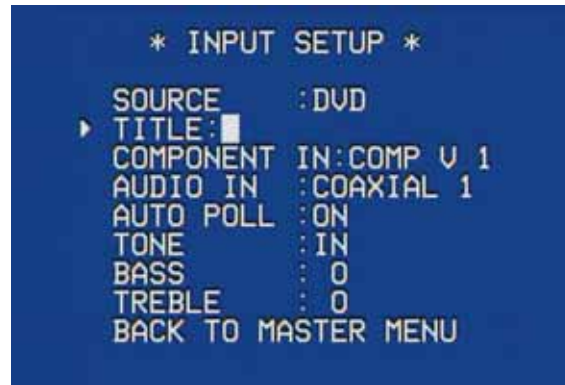 * INPUT SETUP *
SOURCE :DVD
TITLE:
COMPONENT IN:COMP V 1
AUDIO IN :COAXIAL 1
AUTO POLL :ON
TONE :IN
BASS : 0
TREBLE : 0
BACK TO MASTER MENU